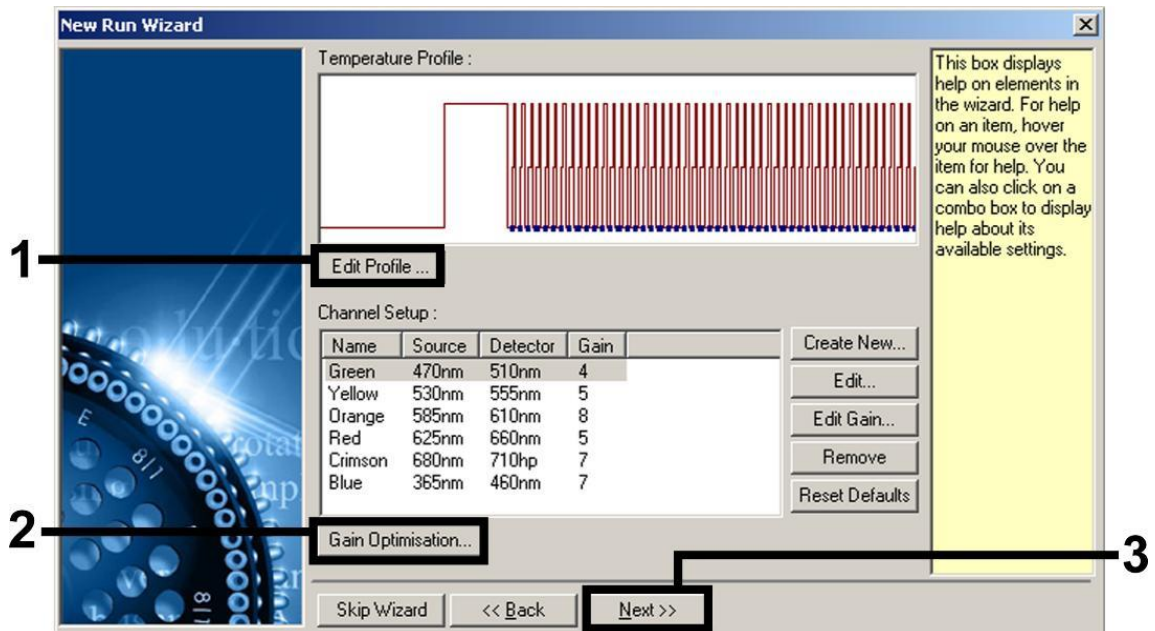 New Run Wizard
Temperature Profile :
1
Edit Profile ...
Channel Setup :
Name Source Detector Gain
Green 470nm 510nm 4
Yellow 530nm 555nm 5
Orange 585nm 610nm 8
Red 625nm 660nm 5
Crimson 680nm 710hp 7
Blue 365nm 460nm 7
Create New...
Edit...
Edit Gain...
Remove
Reset Defaults
2
Gain Optimisation...
3
Skip Wizard
<< Back
Next >>
This box displays
help on elements in
the wizard. For help
on an item, hover
your mouse over the
item for help. You
can also click on a
combo box to display
help about its
available settings.
E
8|1
8|1